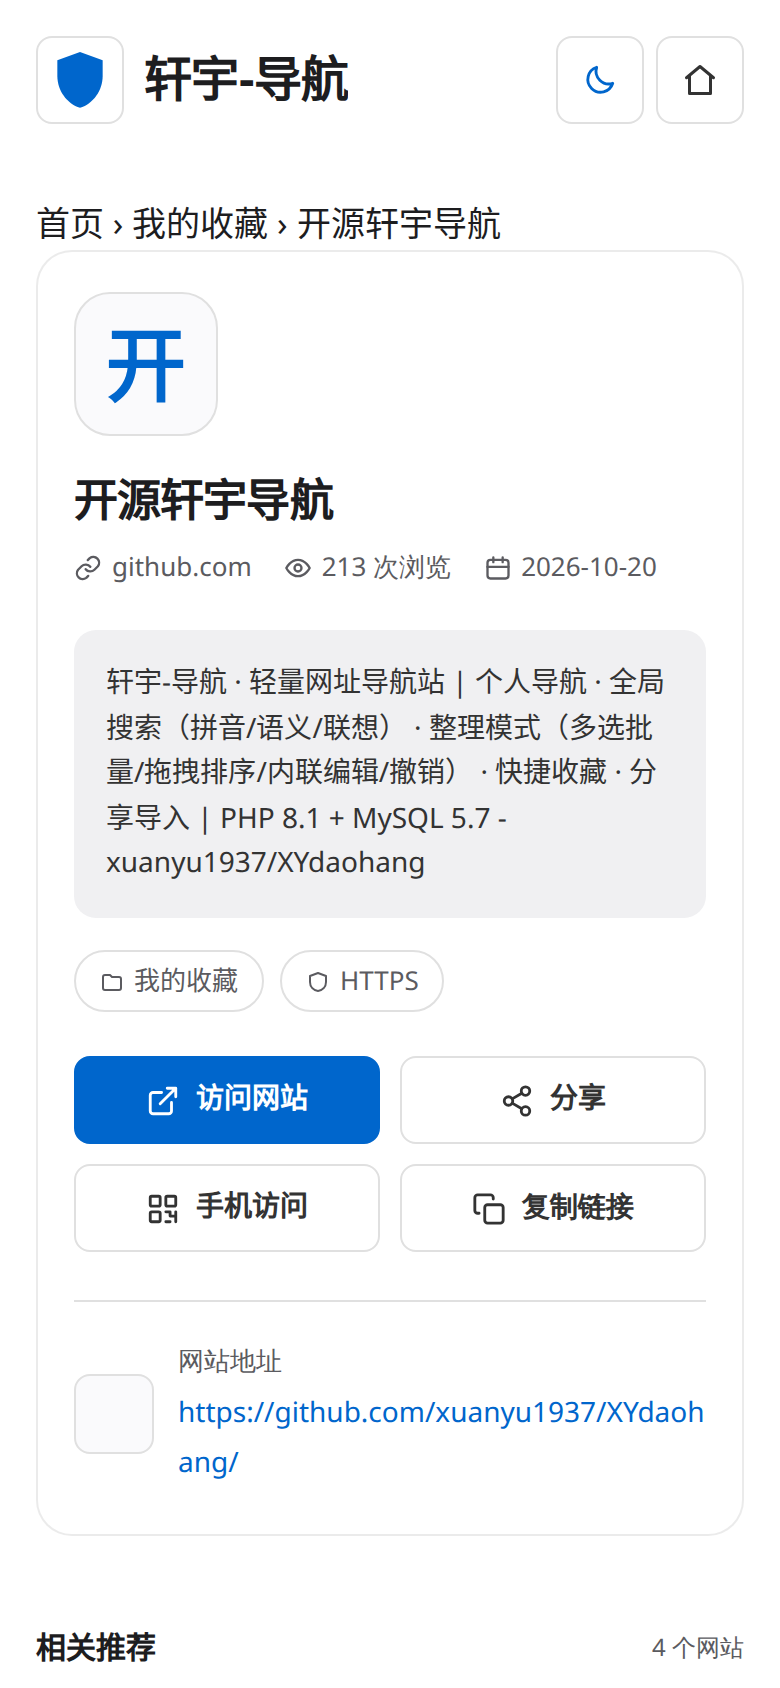 轩宇-导航
首页 › 我的收藏 › 开源轩宇导航
开
开源轩宇导航
github.com 213 次浏览 2026-10-20
轩宇-导航 · 轻量网址导航站 | 个人导航 · 全局
搜索（拼音/语义/联想） · 整理模式（多选批
量/拖拽排序/内联编辑/撤销） · 快捷收藏 · 分
享导入 | PHP 8.1 + MySQL 5.7 -
xuanyu1937/XYdaohang
我的收藏 HTTPS
访问网站 分享
手机访问 复制链接
网站地址
https://github.com/xuanyu1937/XYdaoh
ang/
相关推荐 4 个网站